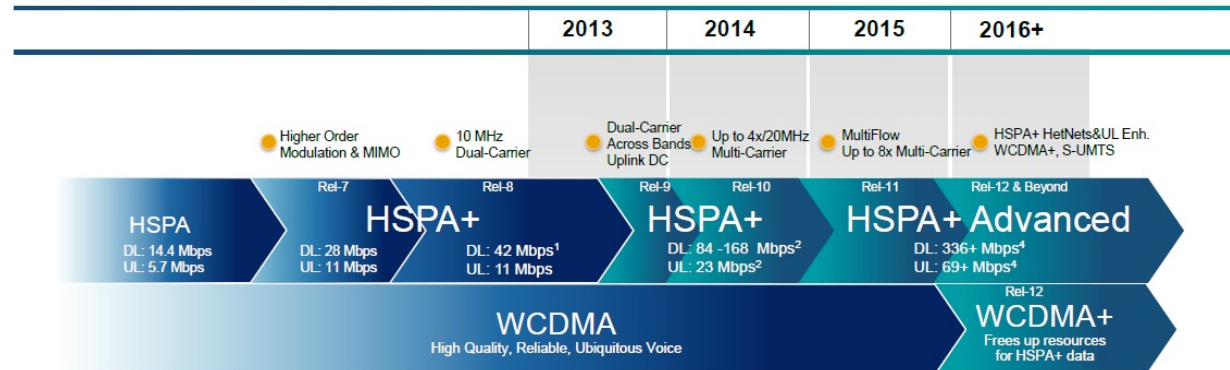 2013
2014
2015
2016+
Higher Order
Modulation & MIMO
10 MHz
Dual-Carrier
Dual-Carrier
Across Bands
Uplink DC
Up to 4x/20MHz
Multi-Carrier
MultiFlow
Up to 8x Multi-Carrier
HSPA+ HetNets&UL Enh.
WCDMA+, S-UMTS
HSPA
DL: 14.4 Mbps
UL: 5.7 Mbps
Rel-7
Rel-8
HSPA+
DL: 28 Mbps
UL: 11 Mbps
DL: 42 Mbps¹
UL: 11 Mbps
Rel-9
Rel-10
HSPA+
DL: 84 -168 Mbps²
UL: 23 Mbps²
Rel-11
Rel-12 & Beyond
HSPA+ Advanced
DL: 336+ Mbps⁴
UL: 69+ Mbps⁴
WCDMA
High Quality, Reliable, Ubiquitous Voice
Rel-12
WCDMA+
Frees up resources
for HSPA+ data